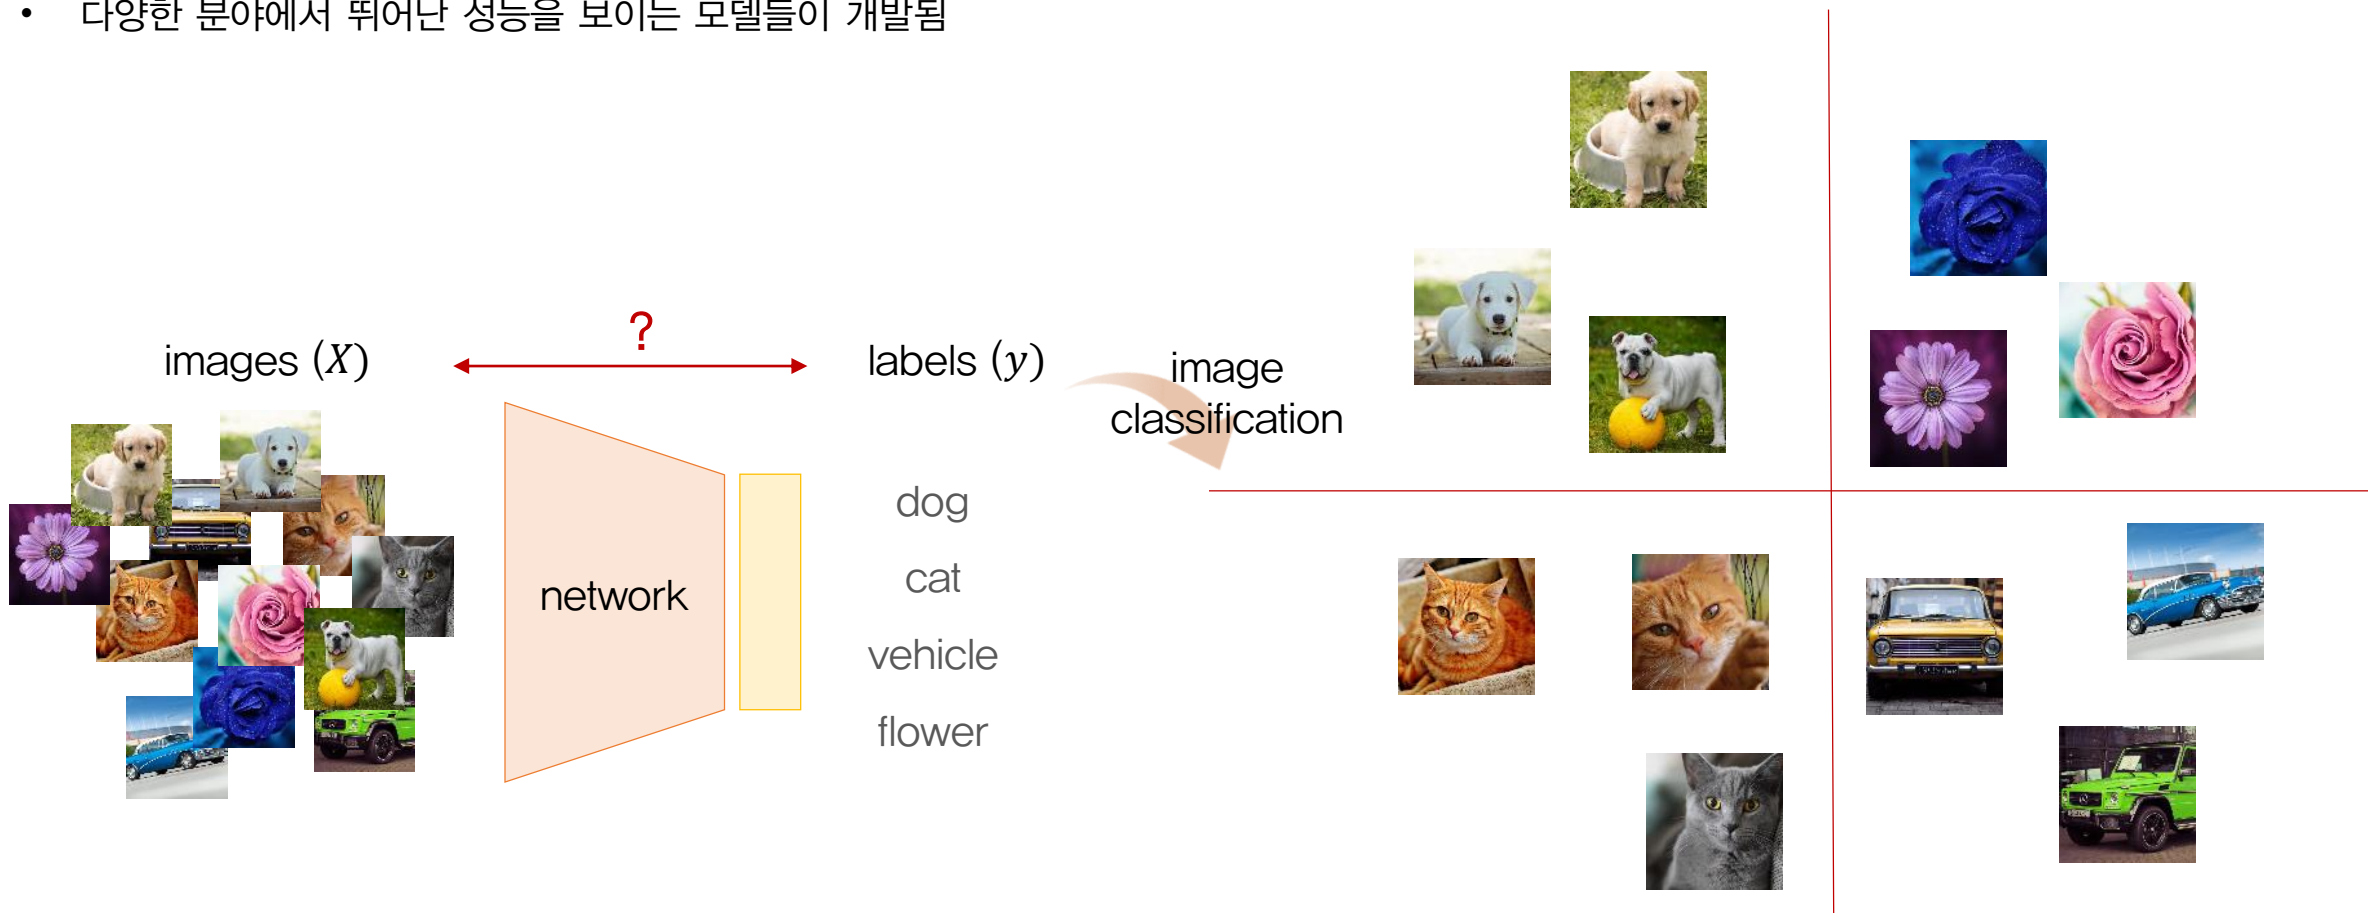 • 다양한 분야에서 뛰어난 성능을 보이는 모델들이 개발됨
?
images (X)
labels (y)
image
classification
network
dog
cat
vehicle
flower